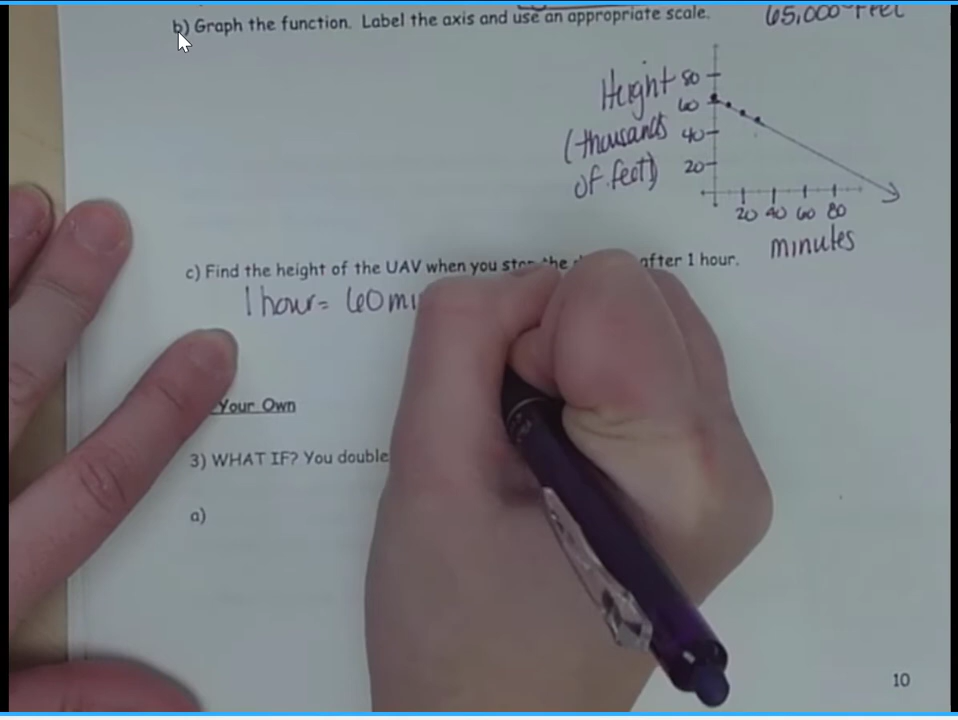 b) Graph the function. Label the axis and use an appropriate scale.
65,000 feet
Height
(thousands
of feet)
80
60
40
20
20 40 60 80
minutes
c) Find the height of the UAV when you stop the after 1 hour.
1 hour = 60 mi
Your Own
3) WHAT IF? You double
a)
10